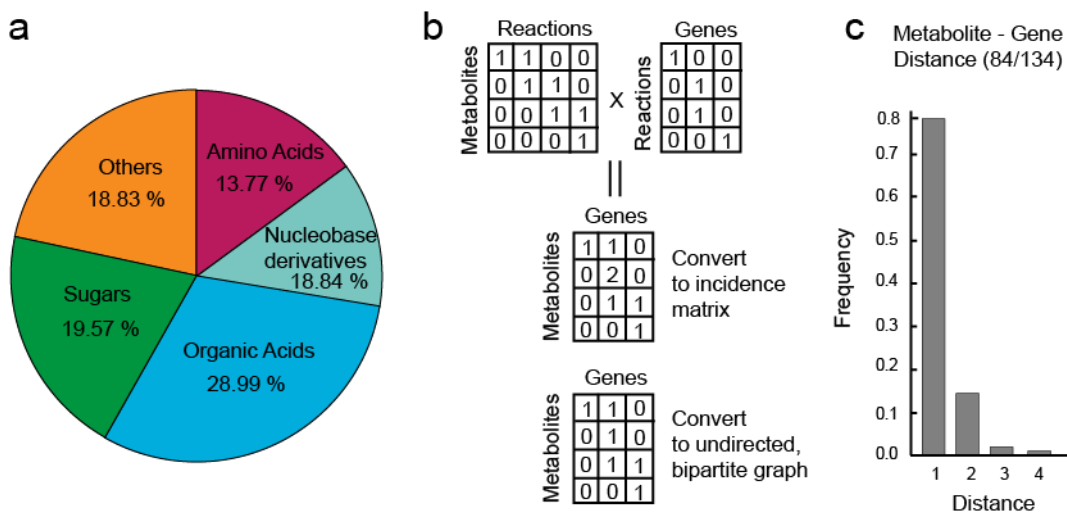 a
Others
18.83 %
Amino Acids
13.77 %
Nucleobase
derivatives
18.84 %
Sugars
19.57 %
Organic Acids
28.99 %
b
Reactions
Metabolites
1 1 0 0
0 1 1 0
0 0 1 1
0 0 0 1
X
Genes
Reactions
1 0 0
0 1 0
0 1 0
0 0 1
Genes
Metabolites
1 1 0
0 2 0
0 1 1
0 0 1
Convert
to incidence
matrix
Genes
Metabolites
1 1 0
0 1 0
0 1 1
0 0 1
Convert
to undirected,
bipartite graph
c
Metabolite - Gene
Distance (84/134)
Frequency
0.8
0.7
0.5
0.4
0.3
0.2
0.1
0.0
1 2 3 4
Distance